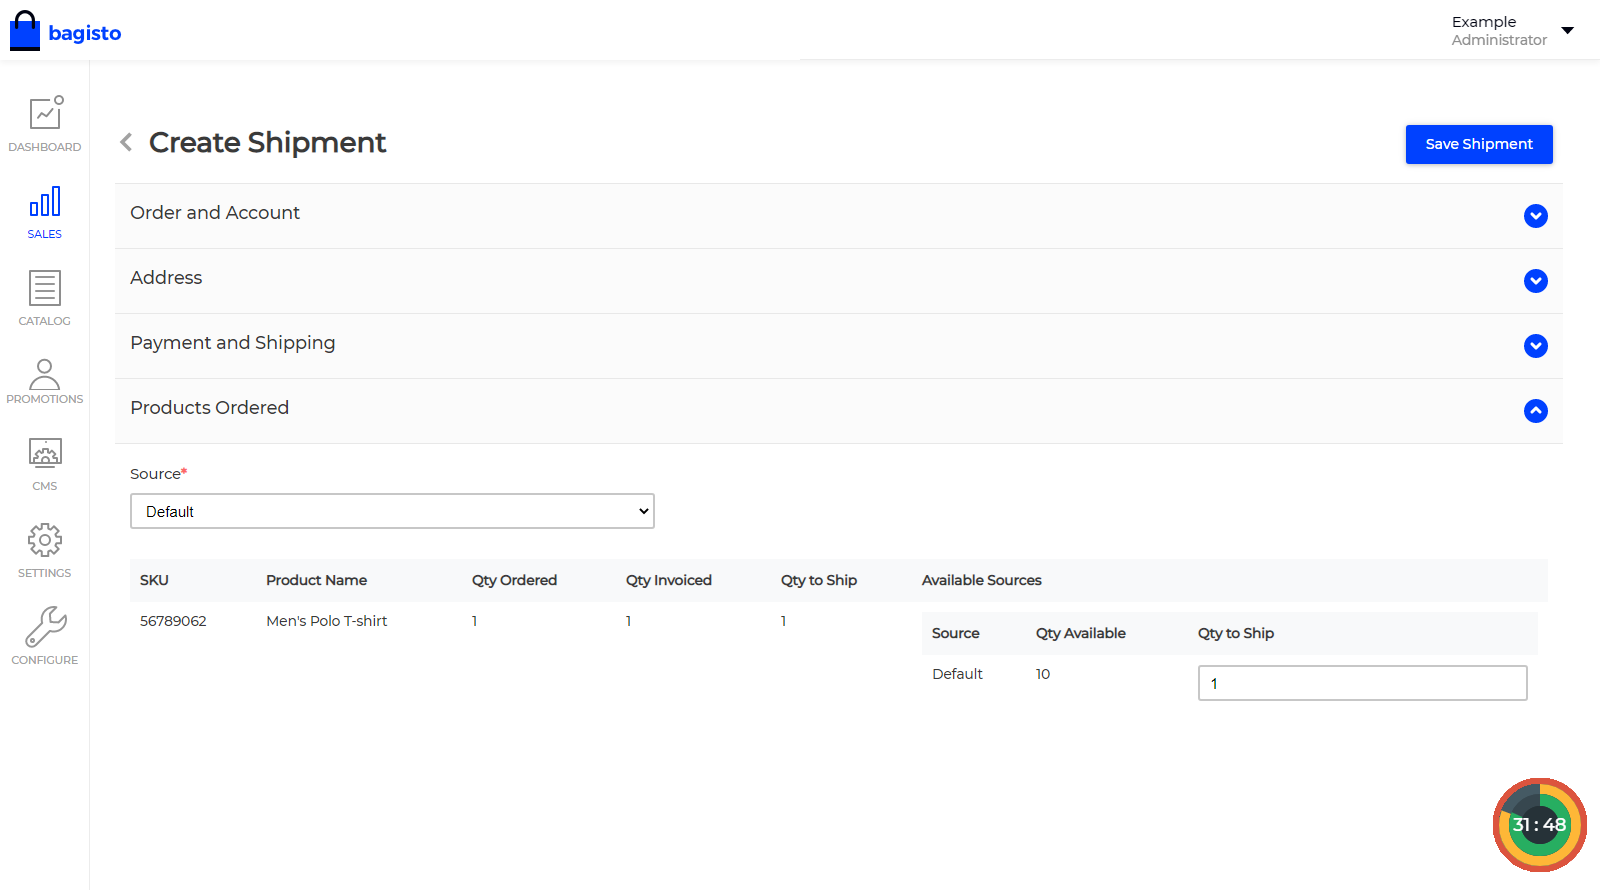 bagisto
Example
Administrator
DASHBOARD
SALES
CATALOG
PROMOTIONS
CMS
SETTINGS
CONFIGURE
Create Shipment
Save Shipment
Order and Account
Address
Payment and Shipping
Products Ordered
Source*
Default
SKU Product Name Qty Ordered Qty Invoiced Qty to Ship Available Sources
56789062 Men's Polo T-shirt 1 1 1
Source Qty Available Qty to Ship
Default 10 1
31:48